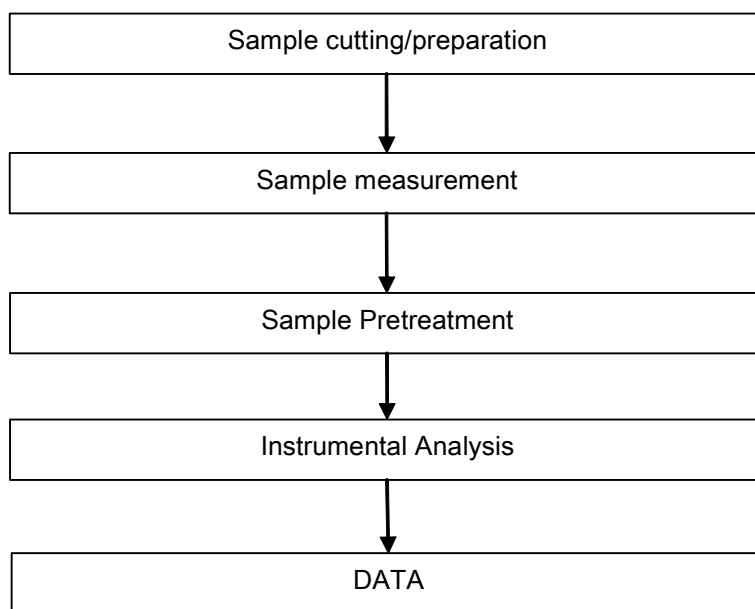 Sample cutting/preparation
Sample measurement
Sample Pretreatment
Instrumental Analysis
DATA